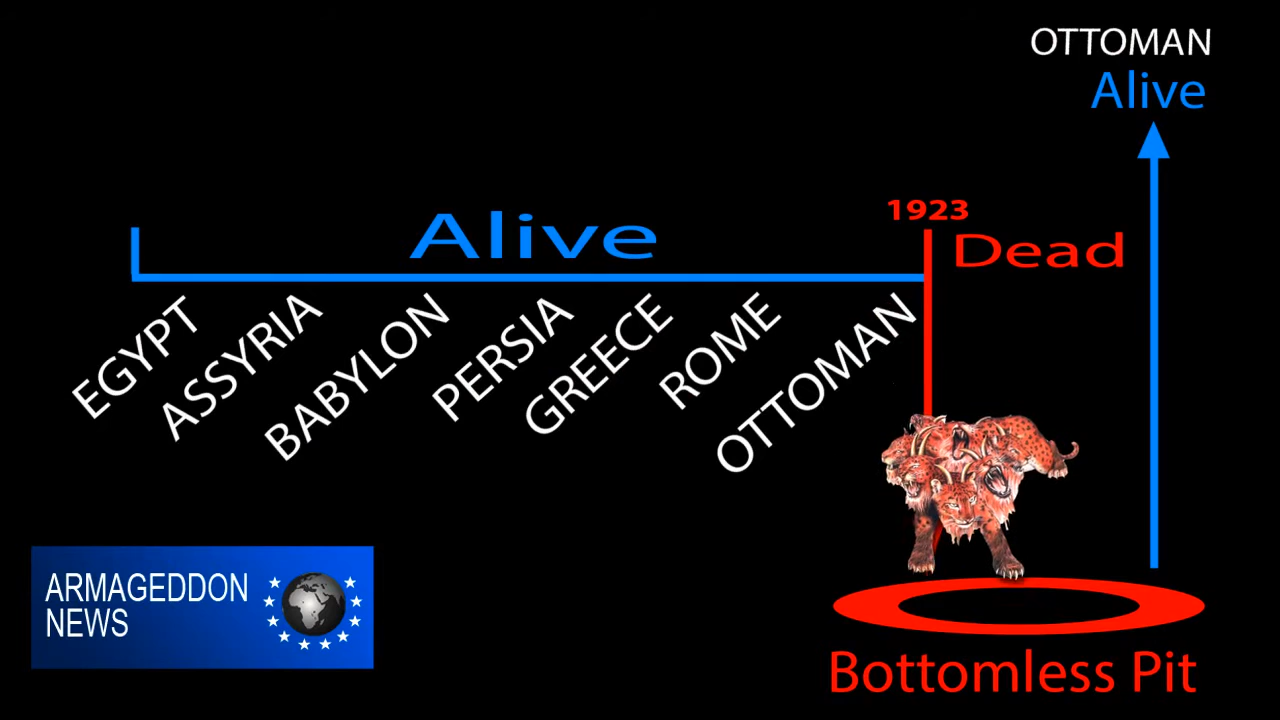 OTTOMAN
Alive
1923
Alive
Dead
EGYPT
ASSYRIA
BABYLON
PERSIA
GREECE
ROME
OTTOMAN
ARMAGEDDON
NEWS
Bottomless Pit